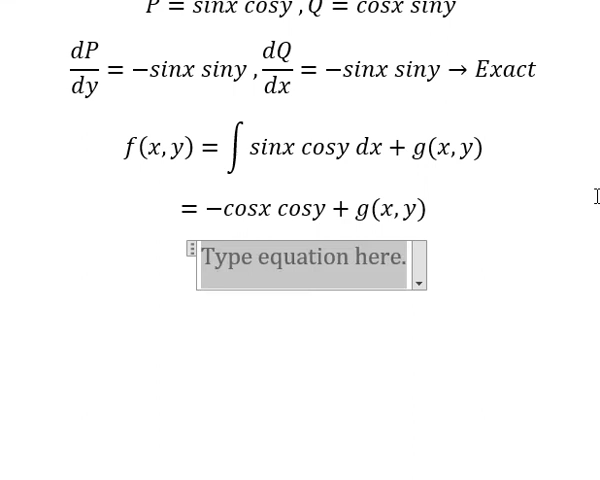 P = sinx cosy , Q = cosx siny
dP/dy = −sinx siny , dQ/dx = −sinx siny → Exact
f(x, y) = ∫ sinx cosy dx + g(x, y)
= −cosx cosy + g(x, y)
Type equation here.